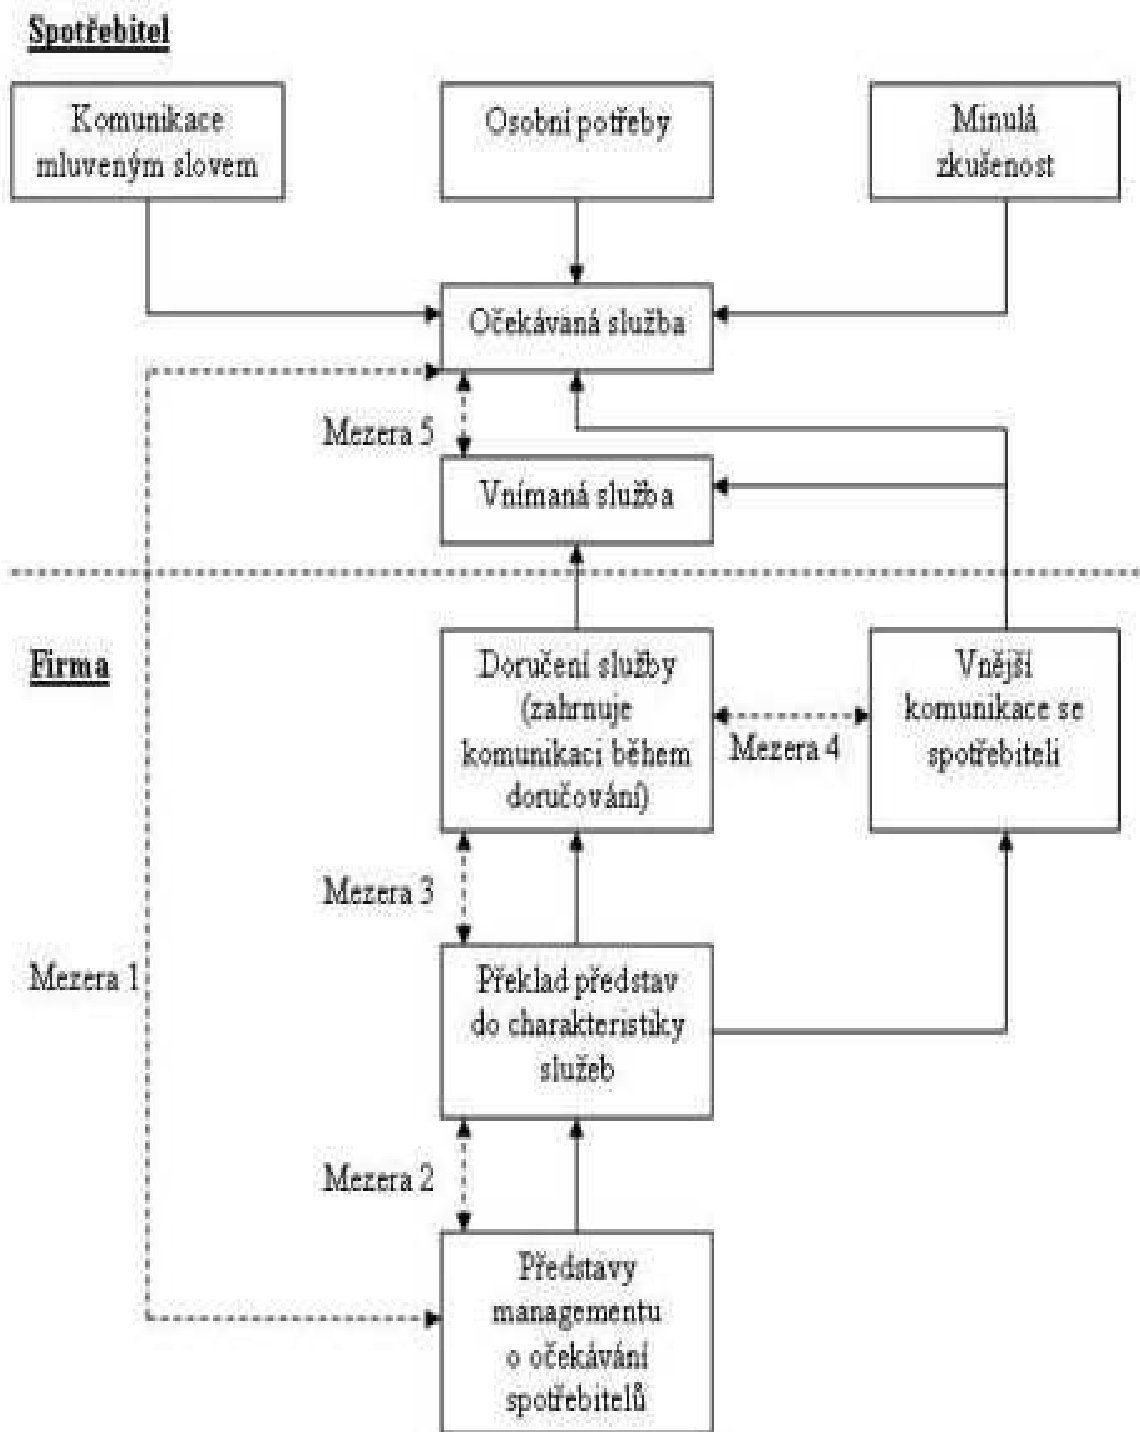 Spotřebitel
Komunikace
mluveným slovem
Osobní potřeby
Minulá
zkušenost
Očekávaná služba
Mezera 5
Vnímaná služba
Firma
Doručení služby
(zahrnuje
komunikaci během
doručování)
Mezera 4
Vnější
komunikace se
spotřebiteli
Mezera 3
Mezera 1
Překlad představ
do charakteristiky
služeb
Mezera 2
Představy
managementu
o očekávání
spotřebitelů